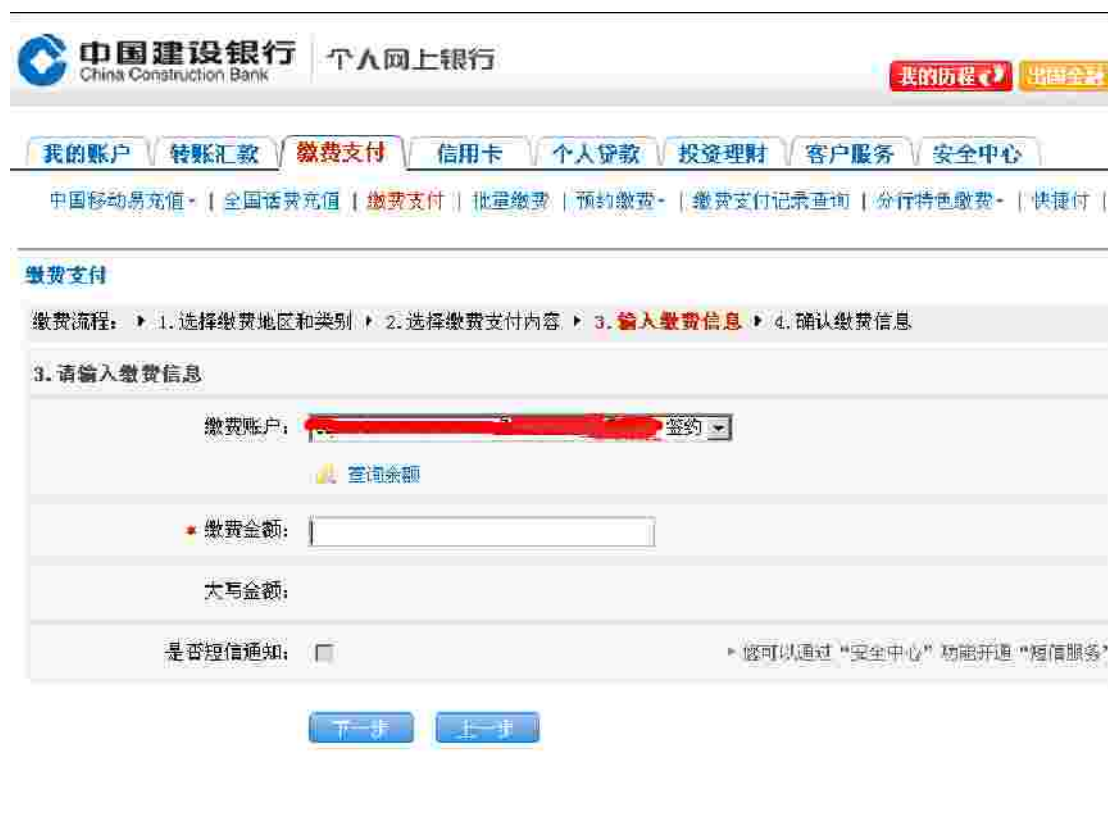 中国建设银行 个人网上银行
China Construction Bank
我的历程 出国金融
我的账户 转账汇款 缴费支付 信用卡 个人贷款 投资理财 客户服务 安全中心
中国移动易充值 | 全国话费充值 | 缴费支付 | 批量缴费 | 预约缴费 | 缴费支付记录查询 | 分行特色缴费 | 快捷付 |
缴费支付
缴费流程: 1.选择缴费地区和类别 2.选择缴费支付内容 3.输入缴费信息 4.确认缴费信息
3.请输入缴费信息
缴费账户: 签约
查询余额
* 缴费金额:
大写金额:
是否短信通知: 您可以通过“安全中心”功能开通“短信服务”
下一步 上一步